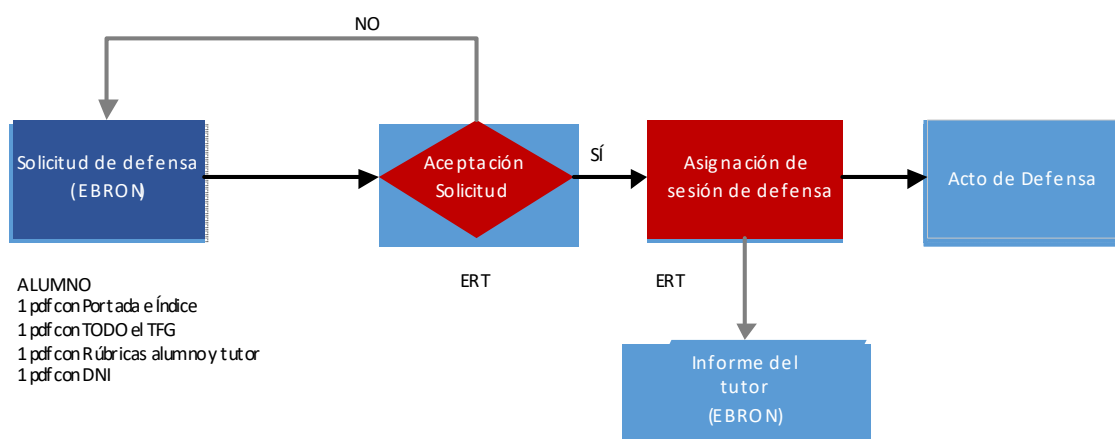 NO
Solicitud de defensa
(EBRON)
Aceptación
Solicitud
SÍ
Asignación de
sesión de defensa
Acto de Defensa
ALUMNO
1 pdf con Portada e Índice
1 pdf con TODO el TFG
1 pdf con Rúbricas alumno y tutor
1 pdf con DNI
ERT
ERT
Informe del
tutor
(EBRON)